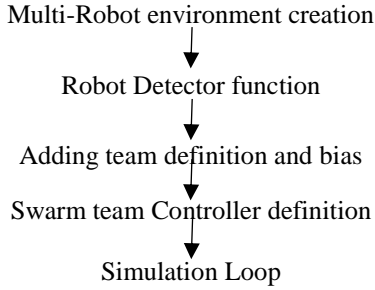 Multi-Robot environment creation
Robot Detector function
Adding team definition and bias
Swarm team Controller definition
Simulation Loop